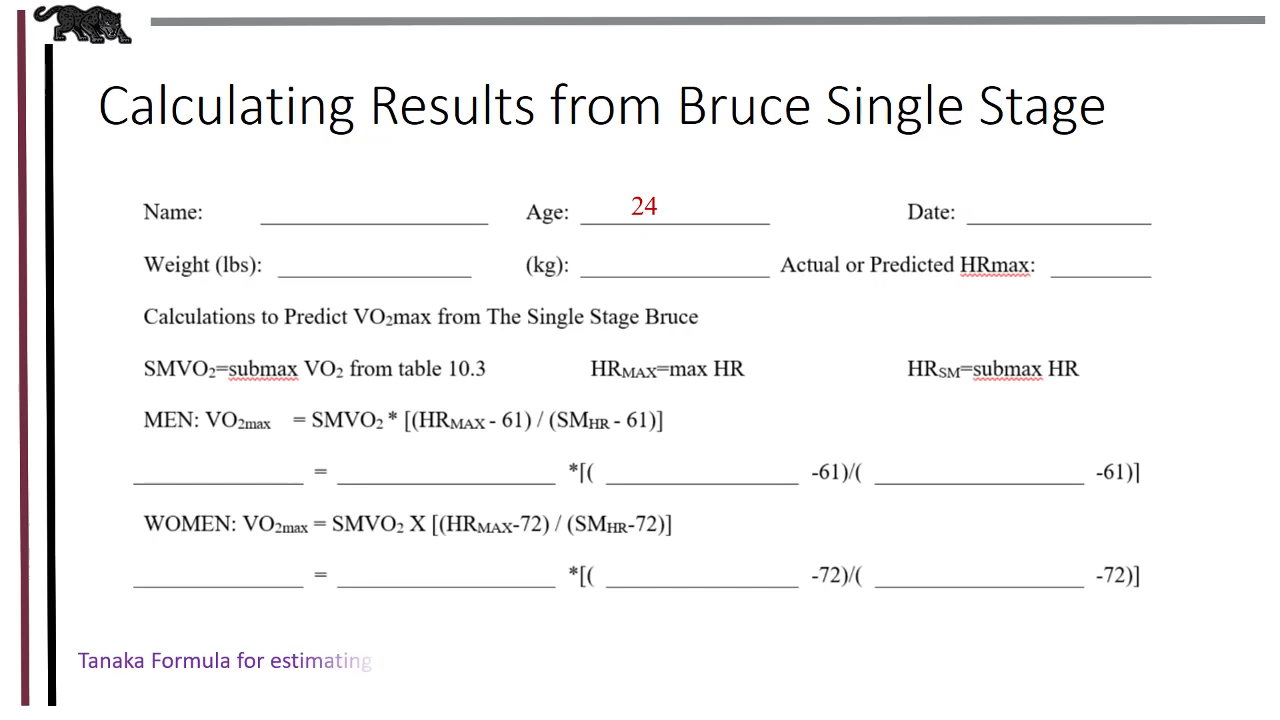 Calculating Results from Bruce Single Stage
Name: ____________ Age: 24 Date: ____________
Weight (lbs): ____________ (kg): ____________ Actual or Predicted HRmax: ________
Calculations to Predict VO₂max from The Single Stage Bruce
SMVO₂=submax VO₂ from table 10.3 HRMAX=max HR HRSM=submax HR
MEN: VO₂max = SMVO₂ * [(HRMAX - 61) / (SMHR - 61)]
____________ = ____________ *[( ____________ -61)/( ____________ -61)]
WOMEN: VO₂max = SMVO₂ X [(HRMAX-72) / (SMHR-72)]
____________ = ____________ *[( ____________ -72)/( ____________ -72)]
Tanaka Formula for estimating